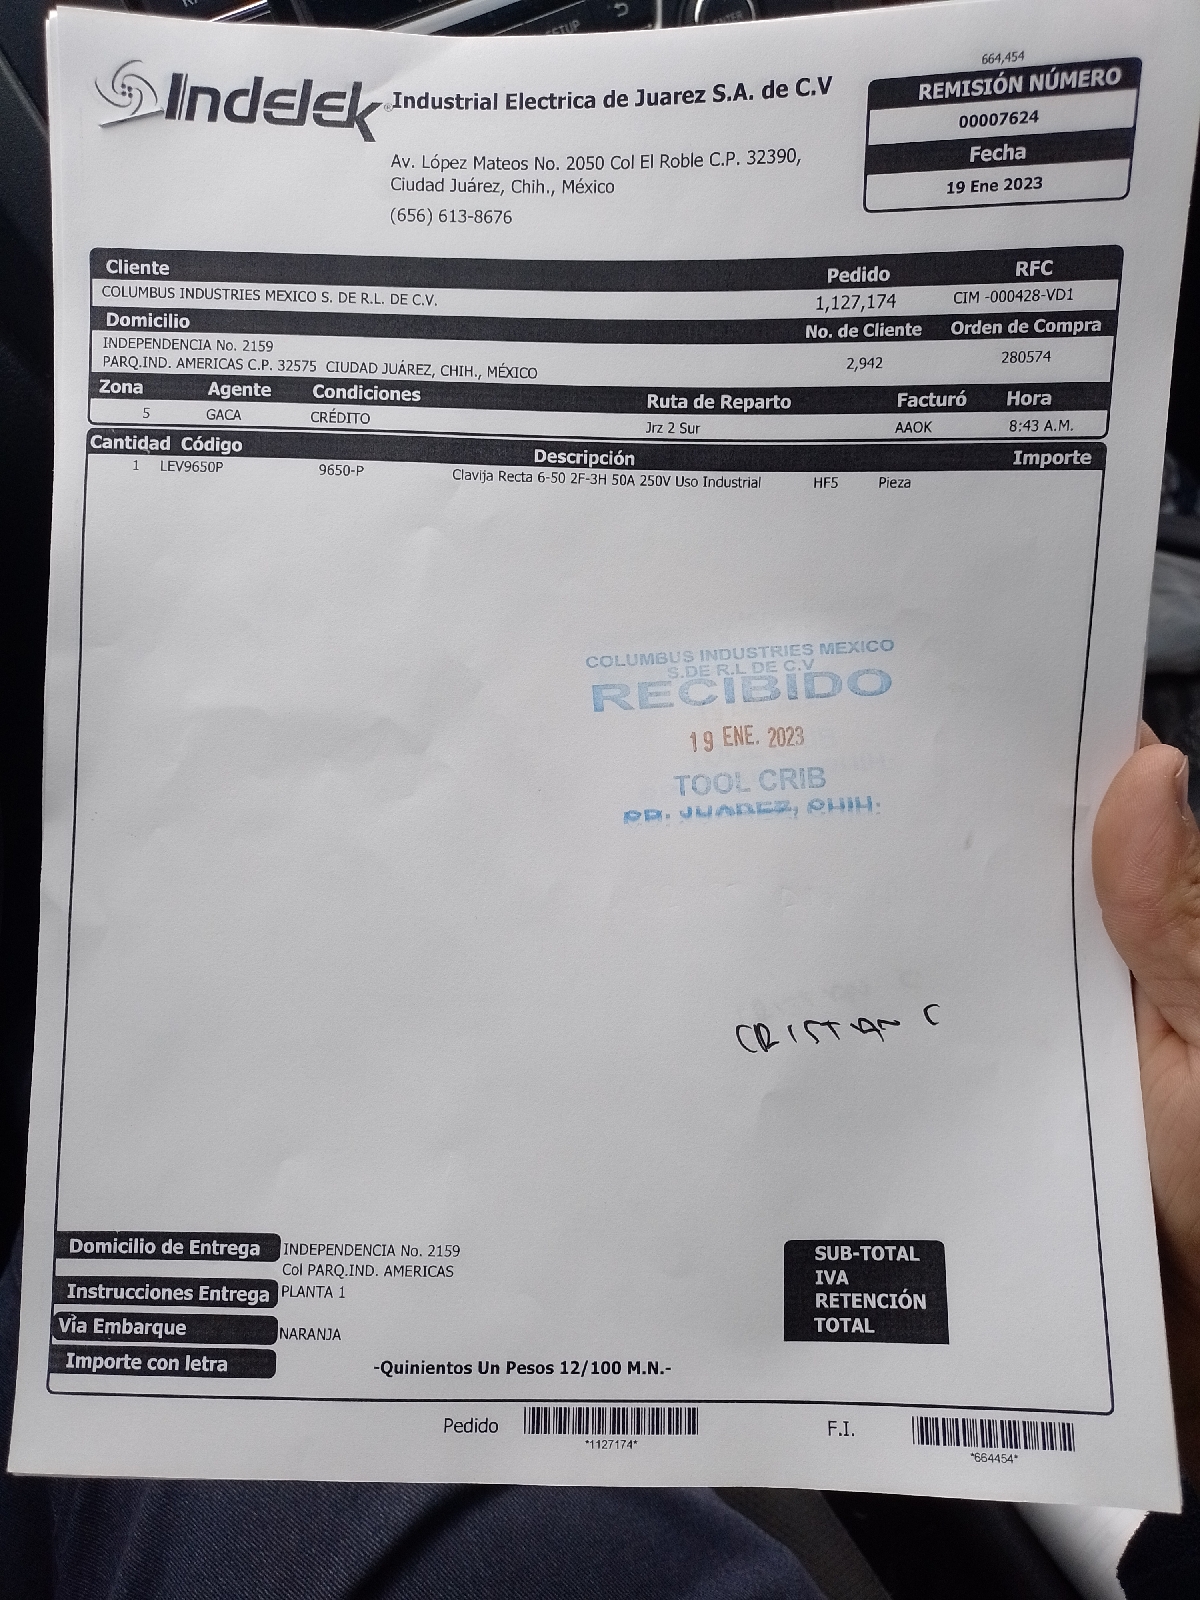 664,454
Indelek® Industrial Electrica de Juarez S.A. de C.V
REMISIÓN NÚMERO
00007624
Fecha
19 Ene 2023
Av. López Mateos No. 2050 Col El Roble C.P. 32390,
Ciudad Juárez, Chih., México
(656) 613-8676
Cliente Pedido RFC
COLUMBUS INDUSTRIES MEXICO S. DE R.L. DE C.V. 1,127,174 CIM -000428-VD1
Domicilio No. de Cliente Orden de Compra
INDEPENDENCIA No. 2159
PARQ.IND. AMERICAS C.P. 32575 CIUDAD JUÁREZ, CHIH., MÉXICO 2,942 280574
Zona Agente Condiciones Ruta de Reparto Facturó Hora
5 GACA CRÉDITO Jrz 2 Sur AAOK 8:43 A.M.
Cantidad Código Descripción Importe
1 LEV9650P 9650-P Clavija Recta 6-50 2F-3H 50A 250V Uso Industrial HF5 Pieza
COLUMBUS INDUSTRIES MEXICO
S.DE R.L DE C.V
RECIBIDO
19 ENE. 2023
TOOL CRIB
JUAREZ, CHIH.
CRISTIAN C
Domicilio de Entrega INDEPENDENCIA No. 2159
Col PARQ.IND. AMERICAS
Instrucciones Entrega PLANTA 1
Vía Embarque NARANJA
Importe con letra -Quinientos Un Pesos 12/100 M.N.-
SUB-TOTAL
IVA
RETENCIÓN
TOTAL
Pedido *1127174* F.I. *664454*